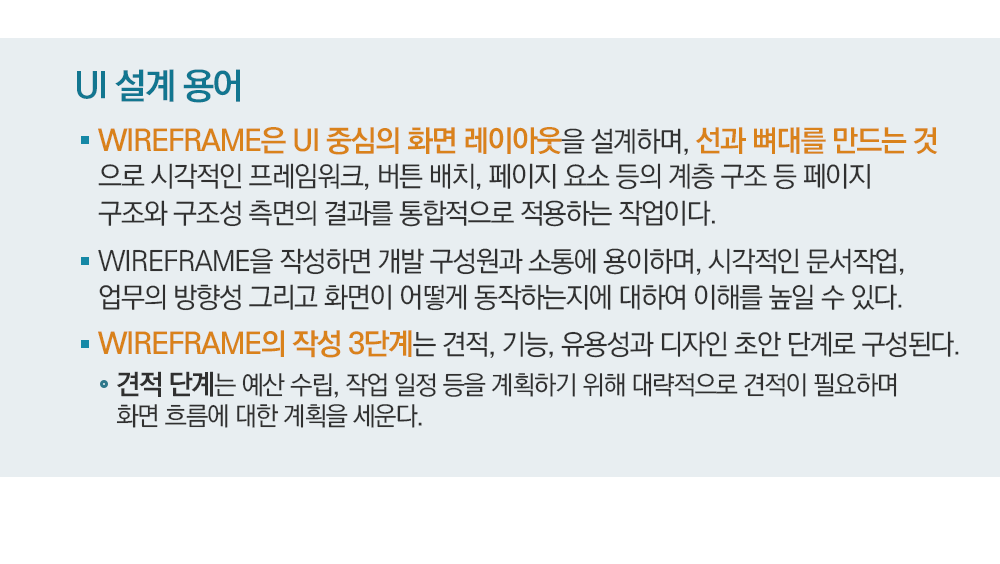 UI 설계 용어
▪ WIREFRAME은 UI 중심의 화면 레이아웃을 설계하며, 선과 뼈대를 만드는 것
으로 시각적인 프레임워크, 버튼 배치, 페이지 요소 등의 계층 구조 등 페이지
구조와 구조성 측면의 결과를 통합적으로 적용하는 작업이다.
▪ WIREFRAME을 작성하면 개발 구성원과 소통에 용이하며, 시각적인 문서작업,
업무의 방향성 그리고 화면이 어떻게 동작하는지에 대하여 이해를 높일 수 있다.
▪ WIREFRAME의 작성 3단계는 견적, 기능, 유용성과 디자인 초안 단계로 구성된다.
∘ 견적 단계는 예산 수립, 작업 일정 등을 계획하기 위해 대략적으로 견적이 필요하며
화면 흐름에 대한 계획을 세운다.